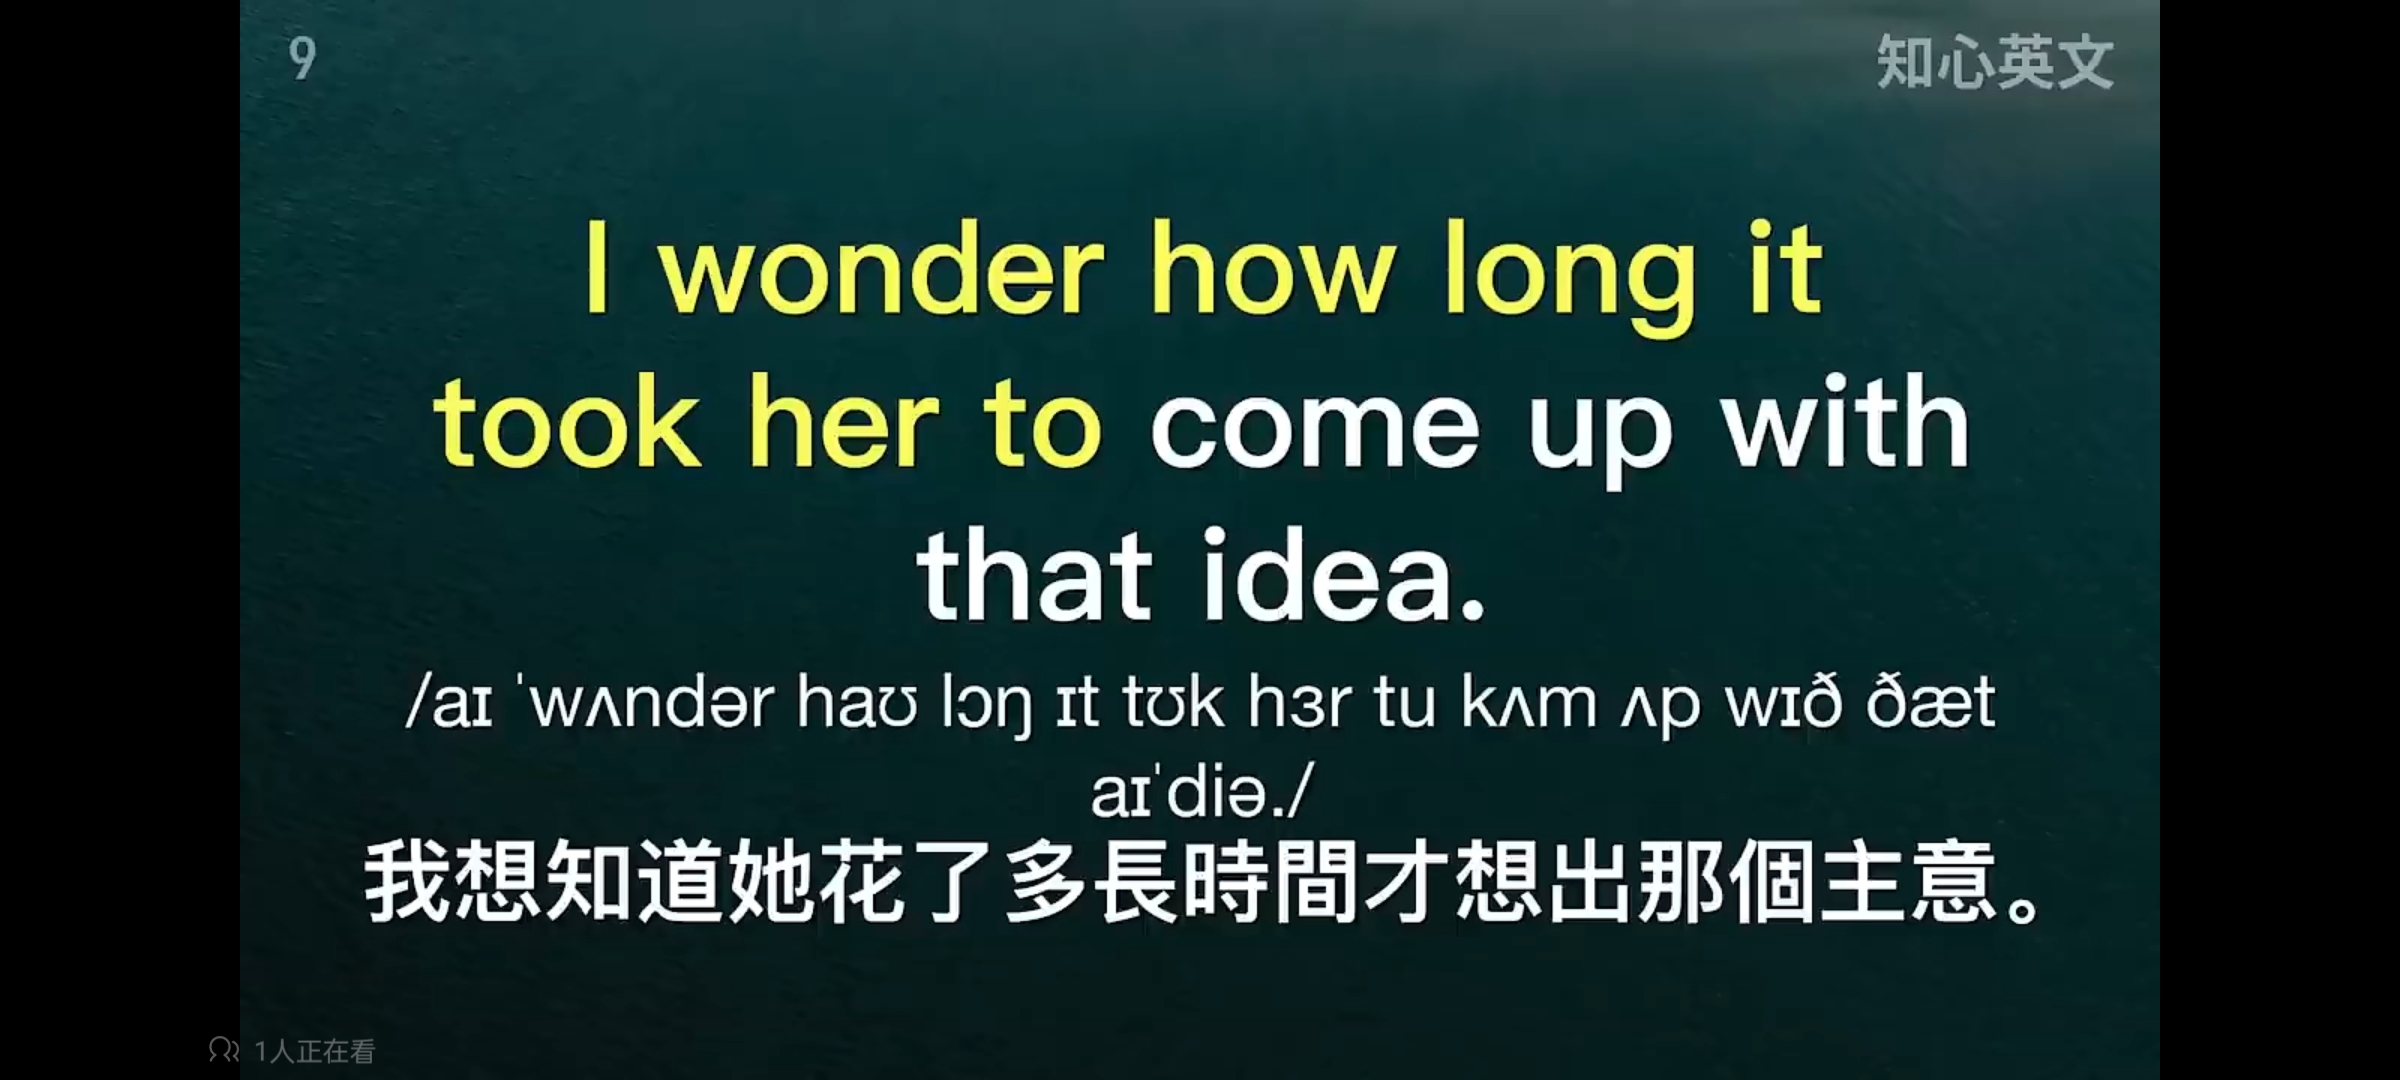 9
知心英文
I wonder how long it
took her to come up with
that idea.
/aɪ ˈwʌndər haʊ lɔŋ ɪt tʊk hɜr tu kʌm ʌp wɪð ðæt
aɪˈdiə./
我想知道她花了多長時間才想出那個主意。
1人正在看